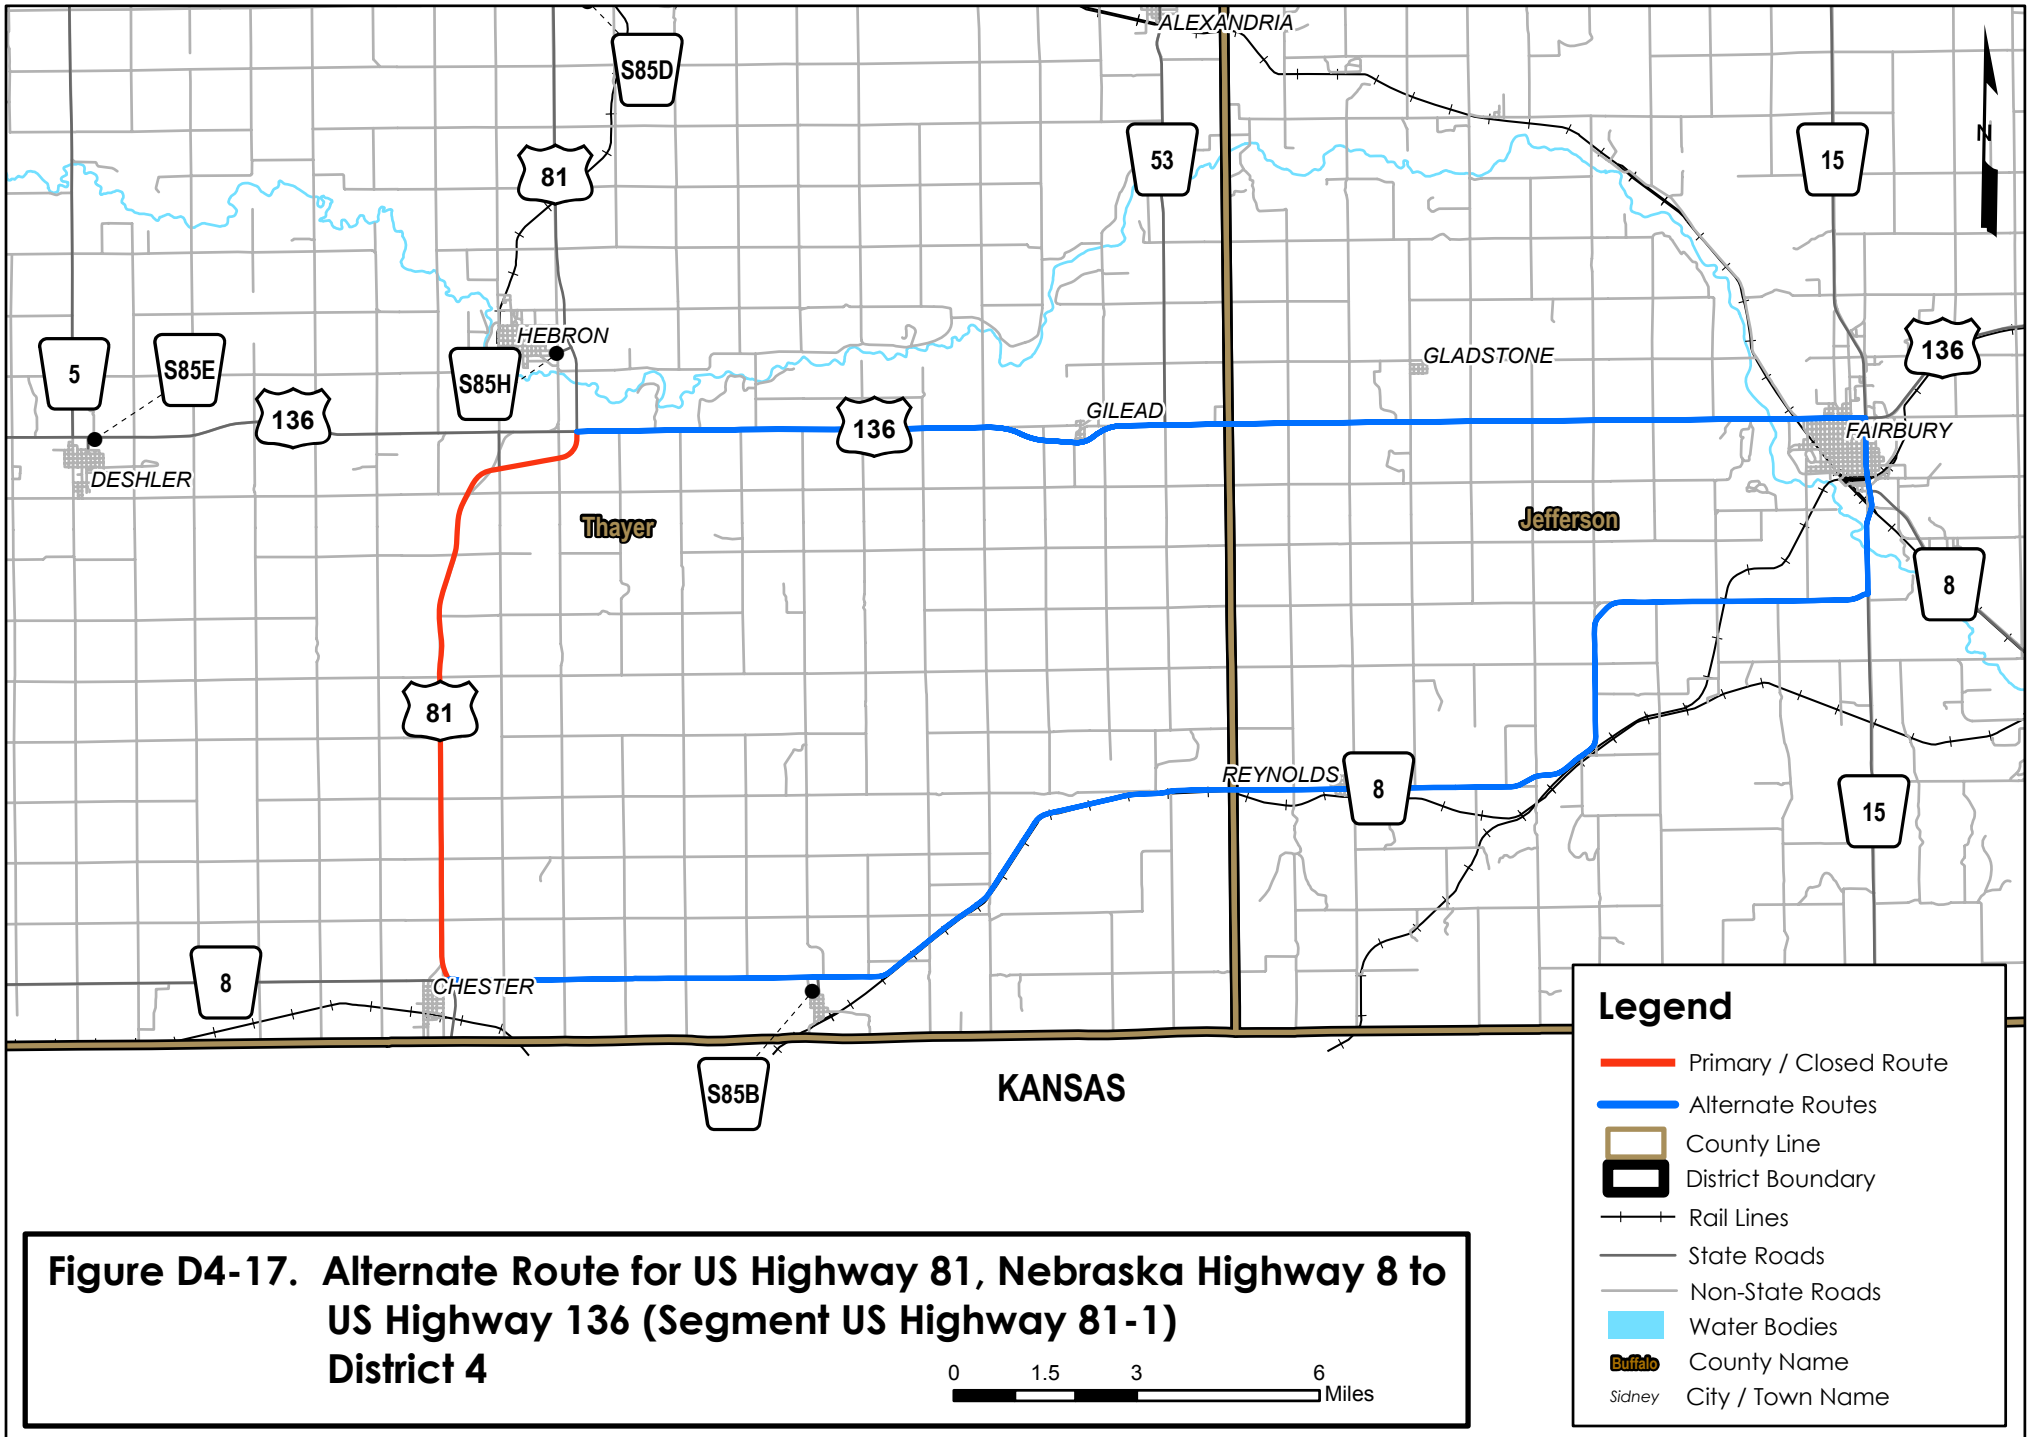 ALEXANDRIA
S85D
81
53
15
N
HEBRON
5
S85E
S85H
136
136
136
GLADSTONE
GILEAD
FAIRBURY
DESHLER
Thayer
Jefferson
8
81
REYNOLDS
8
15
8
CHESTER
S85B
KANSAS
Legend
Primary / Closed Route
Alternate Routes
County Line
District Boundary
Rail Lines
State Roads
Non-State Roads
Water Bodies
Buffalo County Name
Sidney City / Town Name
Figure D4-17. Alternate Route for US Highway 81, Nebraska Highway 8 to
US Highway 136 (Segment US Highway 81-1)
District 4
0 1.5 3 6
Miles